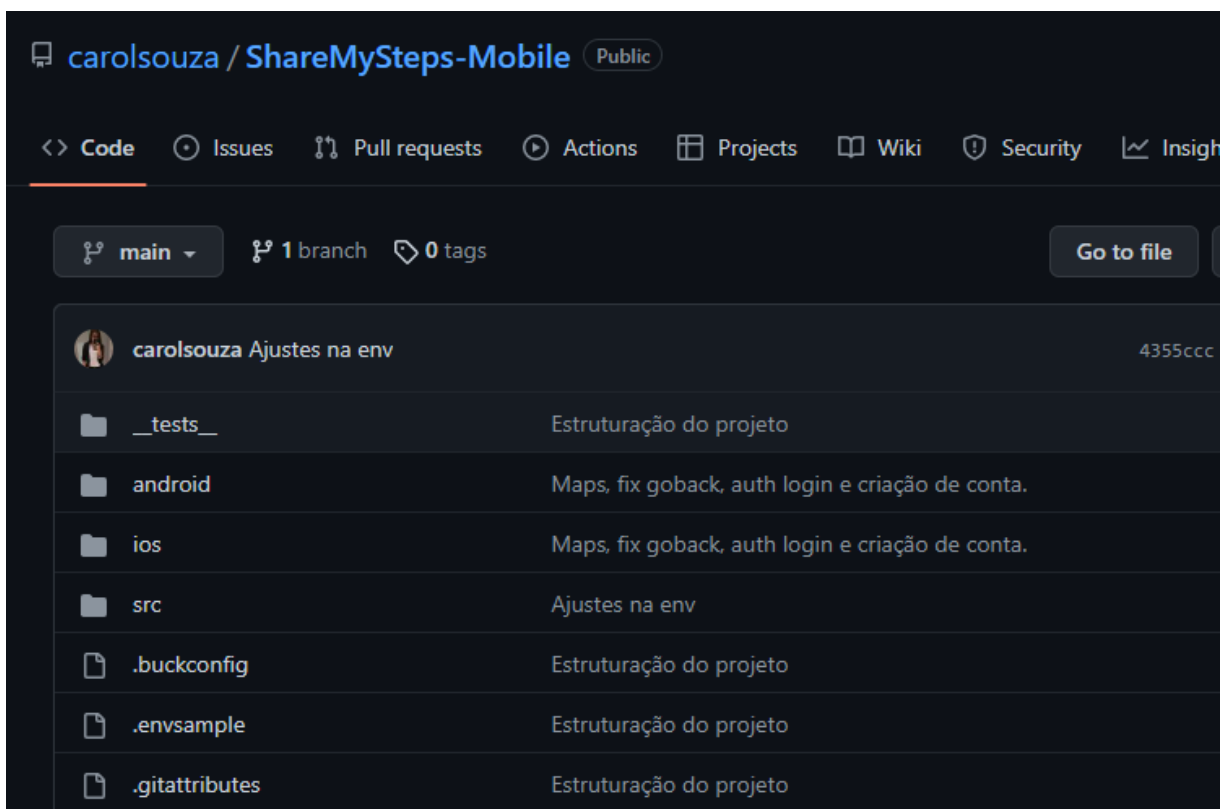 carolsouza / ShareMySteps-Mobile Public
Code Issues Pull requests Actions Projects Wiki Security Insigh
main 1 branch 0 tags Go to file
carolsouza Ajustes na env 4355ccc
__tests__ Estruturação do projeto
android Maps, fix goback, auth login e criação de conta.
ios Maps, fix goback, auth login e criação de conta.
src Ajustes na env
.buckconfig Estruturação do projeto
.envsample Estruturação do projeto
.gitattributes Estruturação do projeto